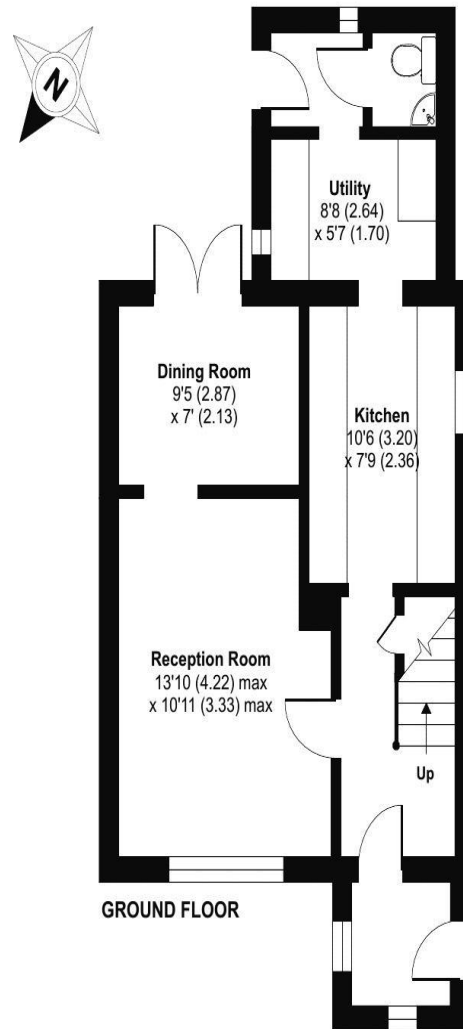 N
Utility
8'8 (2.64)
x 5'7 (1.70)
Dining Room
9'5 (2.87)
x 7' (2.13)
Kitchen
10'6 (3.20)
x 7'9 (2.36)
Reception Room
13'10 (4.22) max
x 10'11 (3.33) max
Up
GROUND FLOOR